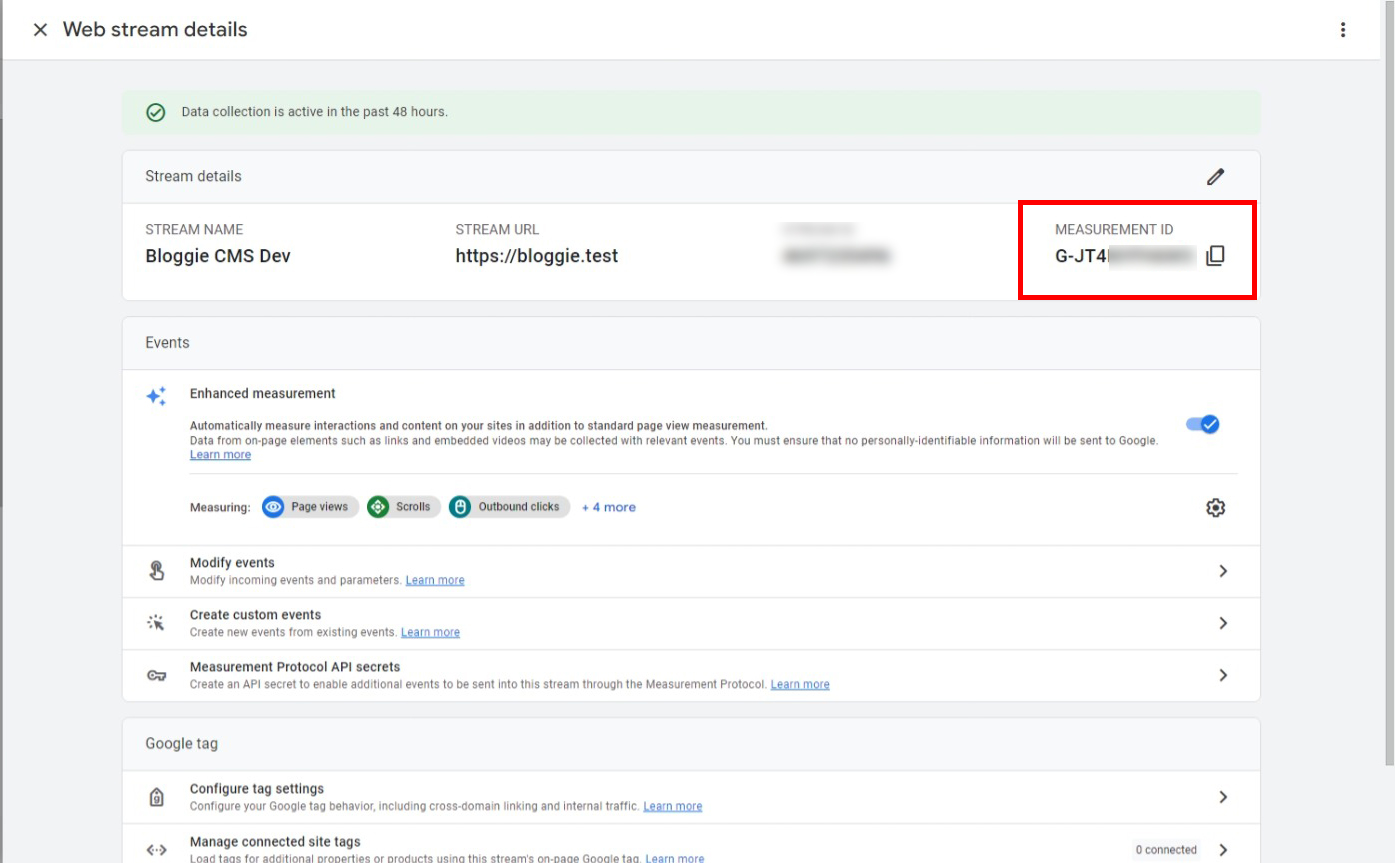 Web stream details
Data collection is active in the past 48 hours.
Stream details
STREAM NAME
Bloggie CMS Dev
STREAM URL
https://bloggie.test
MEASUREMENT ID
G-JT4
Events
Enhanced measurement
Automatically measure interactions and content on your sites in addition to standard page view measurement.
Data from on-page elements such as links and embedded videos may be collected with relevant events. You must ensure that no personally-identifiable information will be sent to Google.
Learn more
Measuring: Page views Scrolls Outbound clicks + 4 more
Modify events
Modify incoming events and parameters. Learn more
Create custom events
Create new events from existing events. Learn more
Measurement Protocol API secrets
Create an API secret to enable additional events to be sent into this stream through the Measurement Protocol. Learn more
Google tag
Configure tag settings
Configure your Google tag behavior, including cross-domain linking and internal traffic. Learn more
Manage connected site tags
Load tags for additional properties or products using this stream's on-page Google tag. Learn more
0 connected